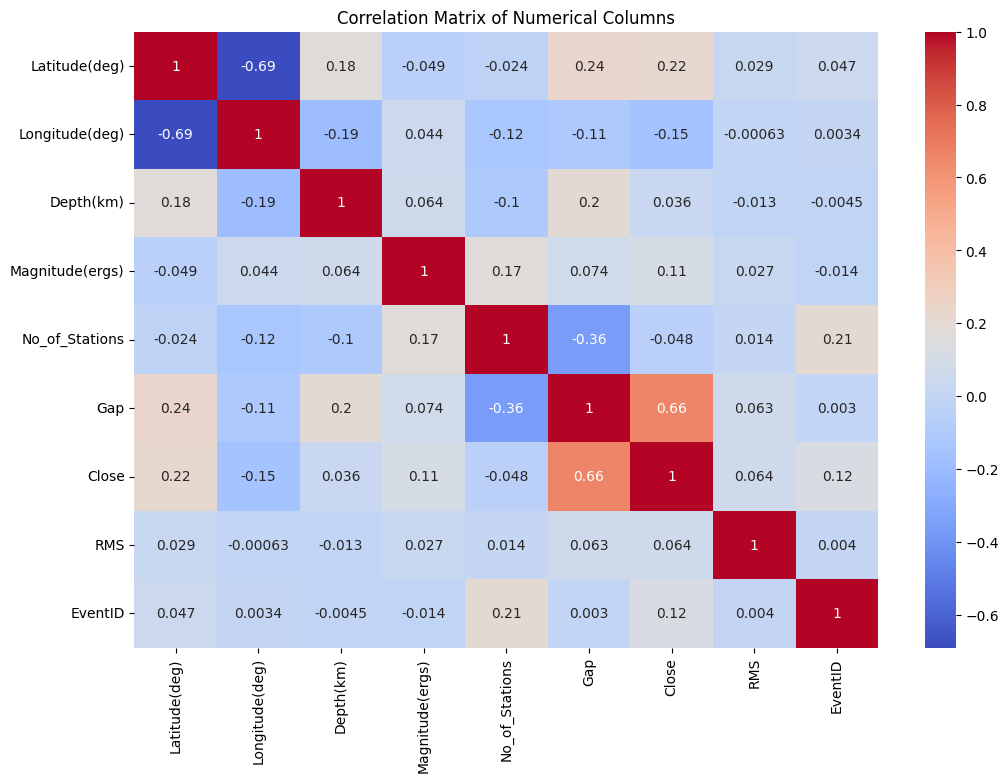 Correlation Matrix of Numerical Columns
Latitude(deg) 1 -0.69 0.18 -0.049 -0.024 0.24 0.22 0.029 0.047
Longitude(deg) -0.69 1 -0.19 0.044 -0.12 -0.11 -0.15 -0.00063 0.0034
Depth(km) 0.18 -0.19 1 0.064 -0.1 0.2 0.036 -0.013 -0.0045
Magnitude(ergs) -0.049 0.044 0.064 1 0.17 0.074 0.11 0.027 -0.014
No_of_Stations -0.024 -0.12 -0.1 0.17 1 -0.36 -0.048 0.014 0.21
Gap 0.24 -0.11 0.2 0.074 -0.36 1 0.66 0.063 0.003
Close 0.22 -0.15 0.036 0.11 -0.048 0.66 1 0.064 0.12
RMS 0.029 -0.00063 -0.013 0.027 0.014 0.063 0.064 1 0.004
EventID 0.047 0.0034 -0.0045 -0.014 0.21 0.003 0.12 0.004 1
Latitude(deg) Longitude(deg) Depth(km) Magnitude(ergs) No_of_Stations Gap Close RMS EventID
1.0
0.8
0.6
0.4
0.2
0.0
−0.2
−0.4
−0.6